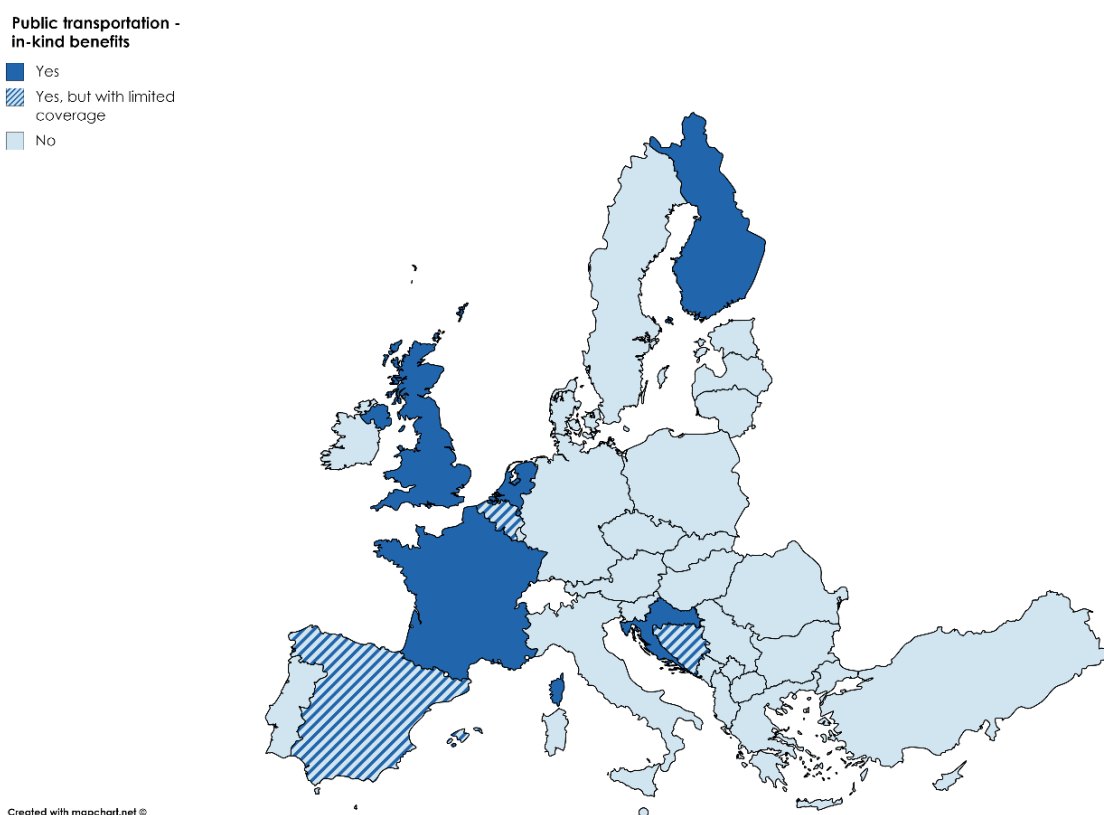 Public transportation -
in-kind benefits
Yes
Yes, but with limited
coverage
No
Created with mapchart.net ©